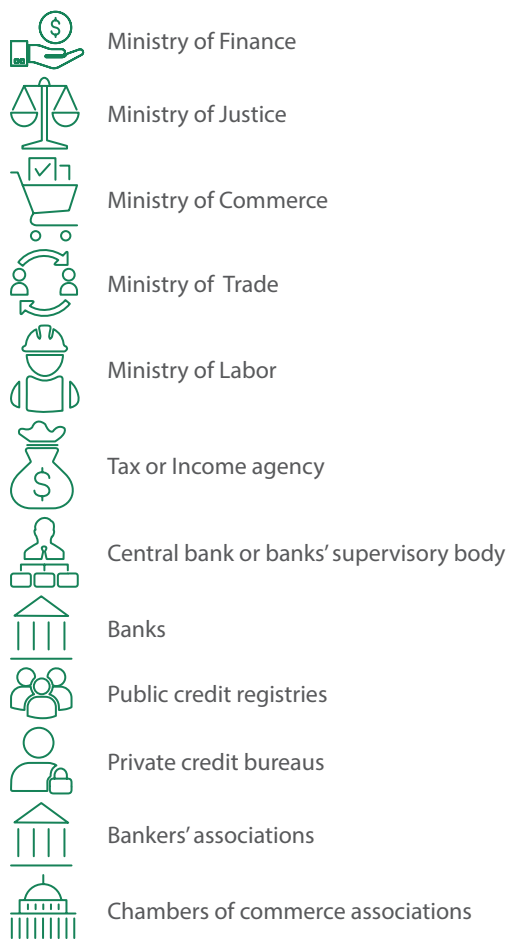 $
Ministry of Finance
Ministry of Justice
Ministry of Commerce
Ministry of Trade
Ministry of Labor
$
Tax or Income agency
Central bank or banks’ supervisory body
Banks
Public credit registries
Private credit bureaus
Bankers’ associations
Chambers of commerce associations